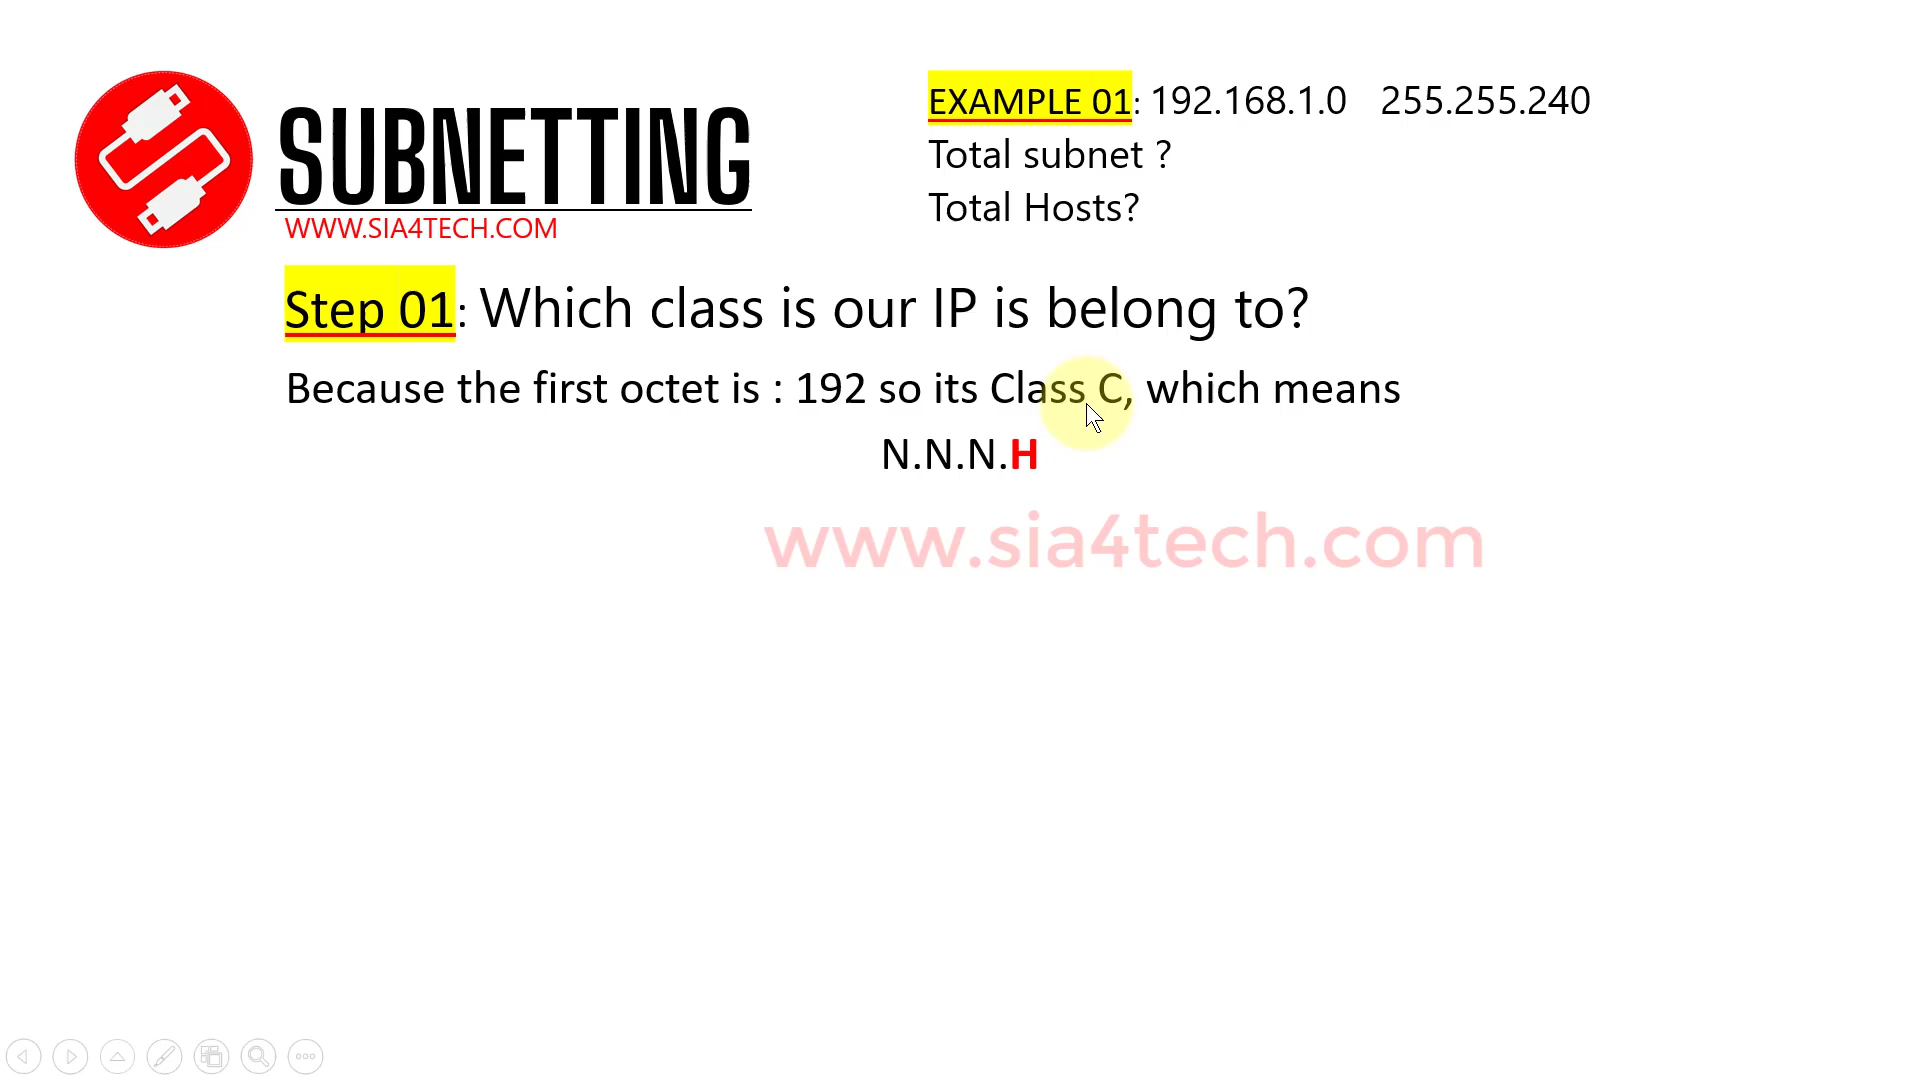 SUBNETTING
WWW.SIA4TECH.COM
EXAMPLE 01: 192.168.1.0 255.255.240
Total subnet ?
Total Hosts?
Step 01: Which class is our IP is belong to?
Because the first octet is : 192 so its Class C, which means
N.N.N.H
www.sia4tech.com